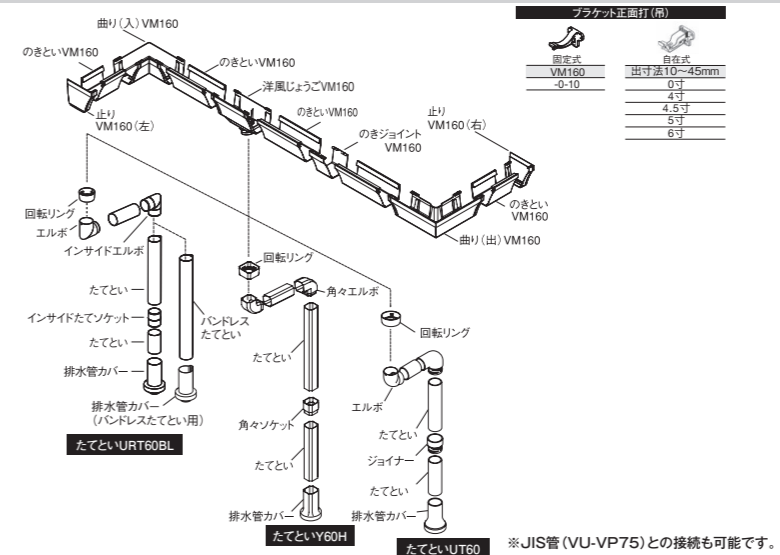 曲り（入）VM160
のきといVM160
のきといVM160
洋風じょうごVM160
のきといVM160
のきジョイント
VM160
止り
VM160（右）
止り
VM160（左）
のきとい
VM160
曲り（出）VM160
ブラケット正面打（吊）
固定式
VM160
-0-10
自在式
出寸法10～45mm
0寸
4寸
4.5寸
5寸
6寸
回転リング
エルボ
インサイドエルボ
たてとい
インサイドたてソケット
たてとい
排水管カバー
バンドレス
たてとい
排水管カバー
（バンドレスたてとい用）
たてといURT60BL
回転リング
角々エルボ
たてとい
角々ソケット
たてとい
排水管カバー
たてといY60H
回転リング
エルボ
たてとい
ジョイナー
たてとい
排水管カバー
たてといUT60
※JIS管（VU-VP75）との接続も可能です。